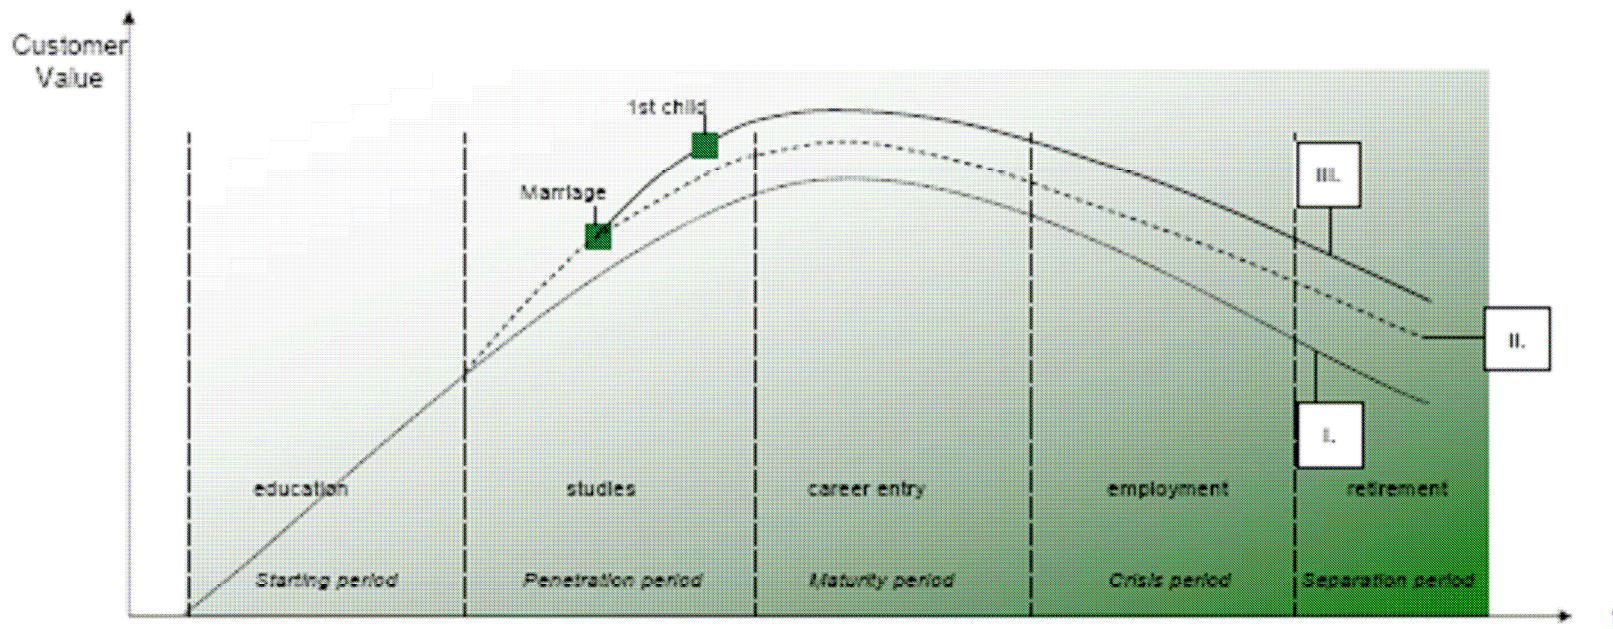 Customer
Value
1st child
Marriage
III.
II.
I.
education
studies
career entry
employment
retirement
Starting period
Penetration period
Maturity period
Crisis period
Separation period